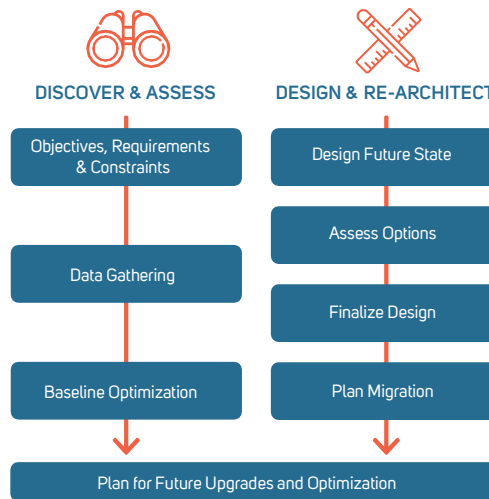 DISCOVER & ASSESS
Objectives, Requirements
& Constraints
Data Gathering
Baseline Optimization
DESIGN & RE-ARCHITECT
Design Future State
Assess Options
Finalize Design
Plan Migration
Plan for Future Upgrades and Optimization